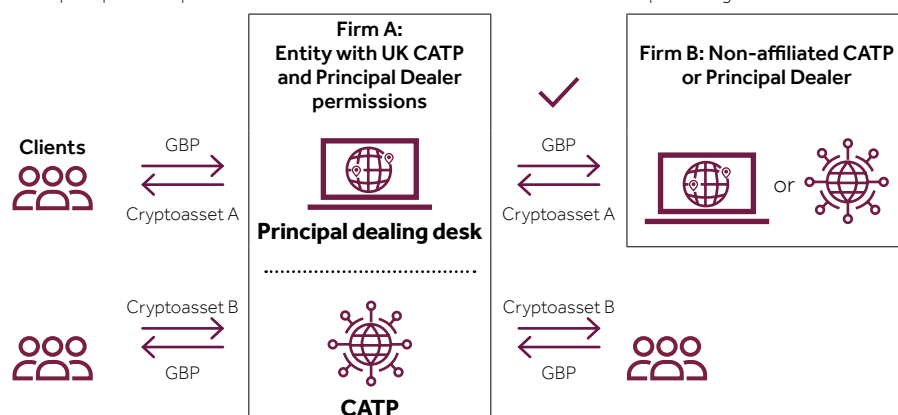 Firm A:
Entity with UK CATP
and Principal Dealer
permissions
Firm B: Non-affiliated CATP
or Principal Dealer
Clients
GBP
Cryptoasset A
GBP
Cryptoasset A
or
Principal dealing desk
Cryptoasset B
GBP
Cryptoasset B
GBP
CATP